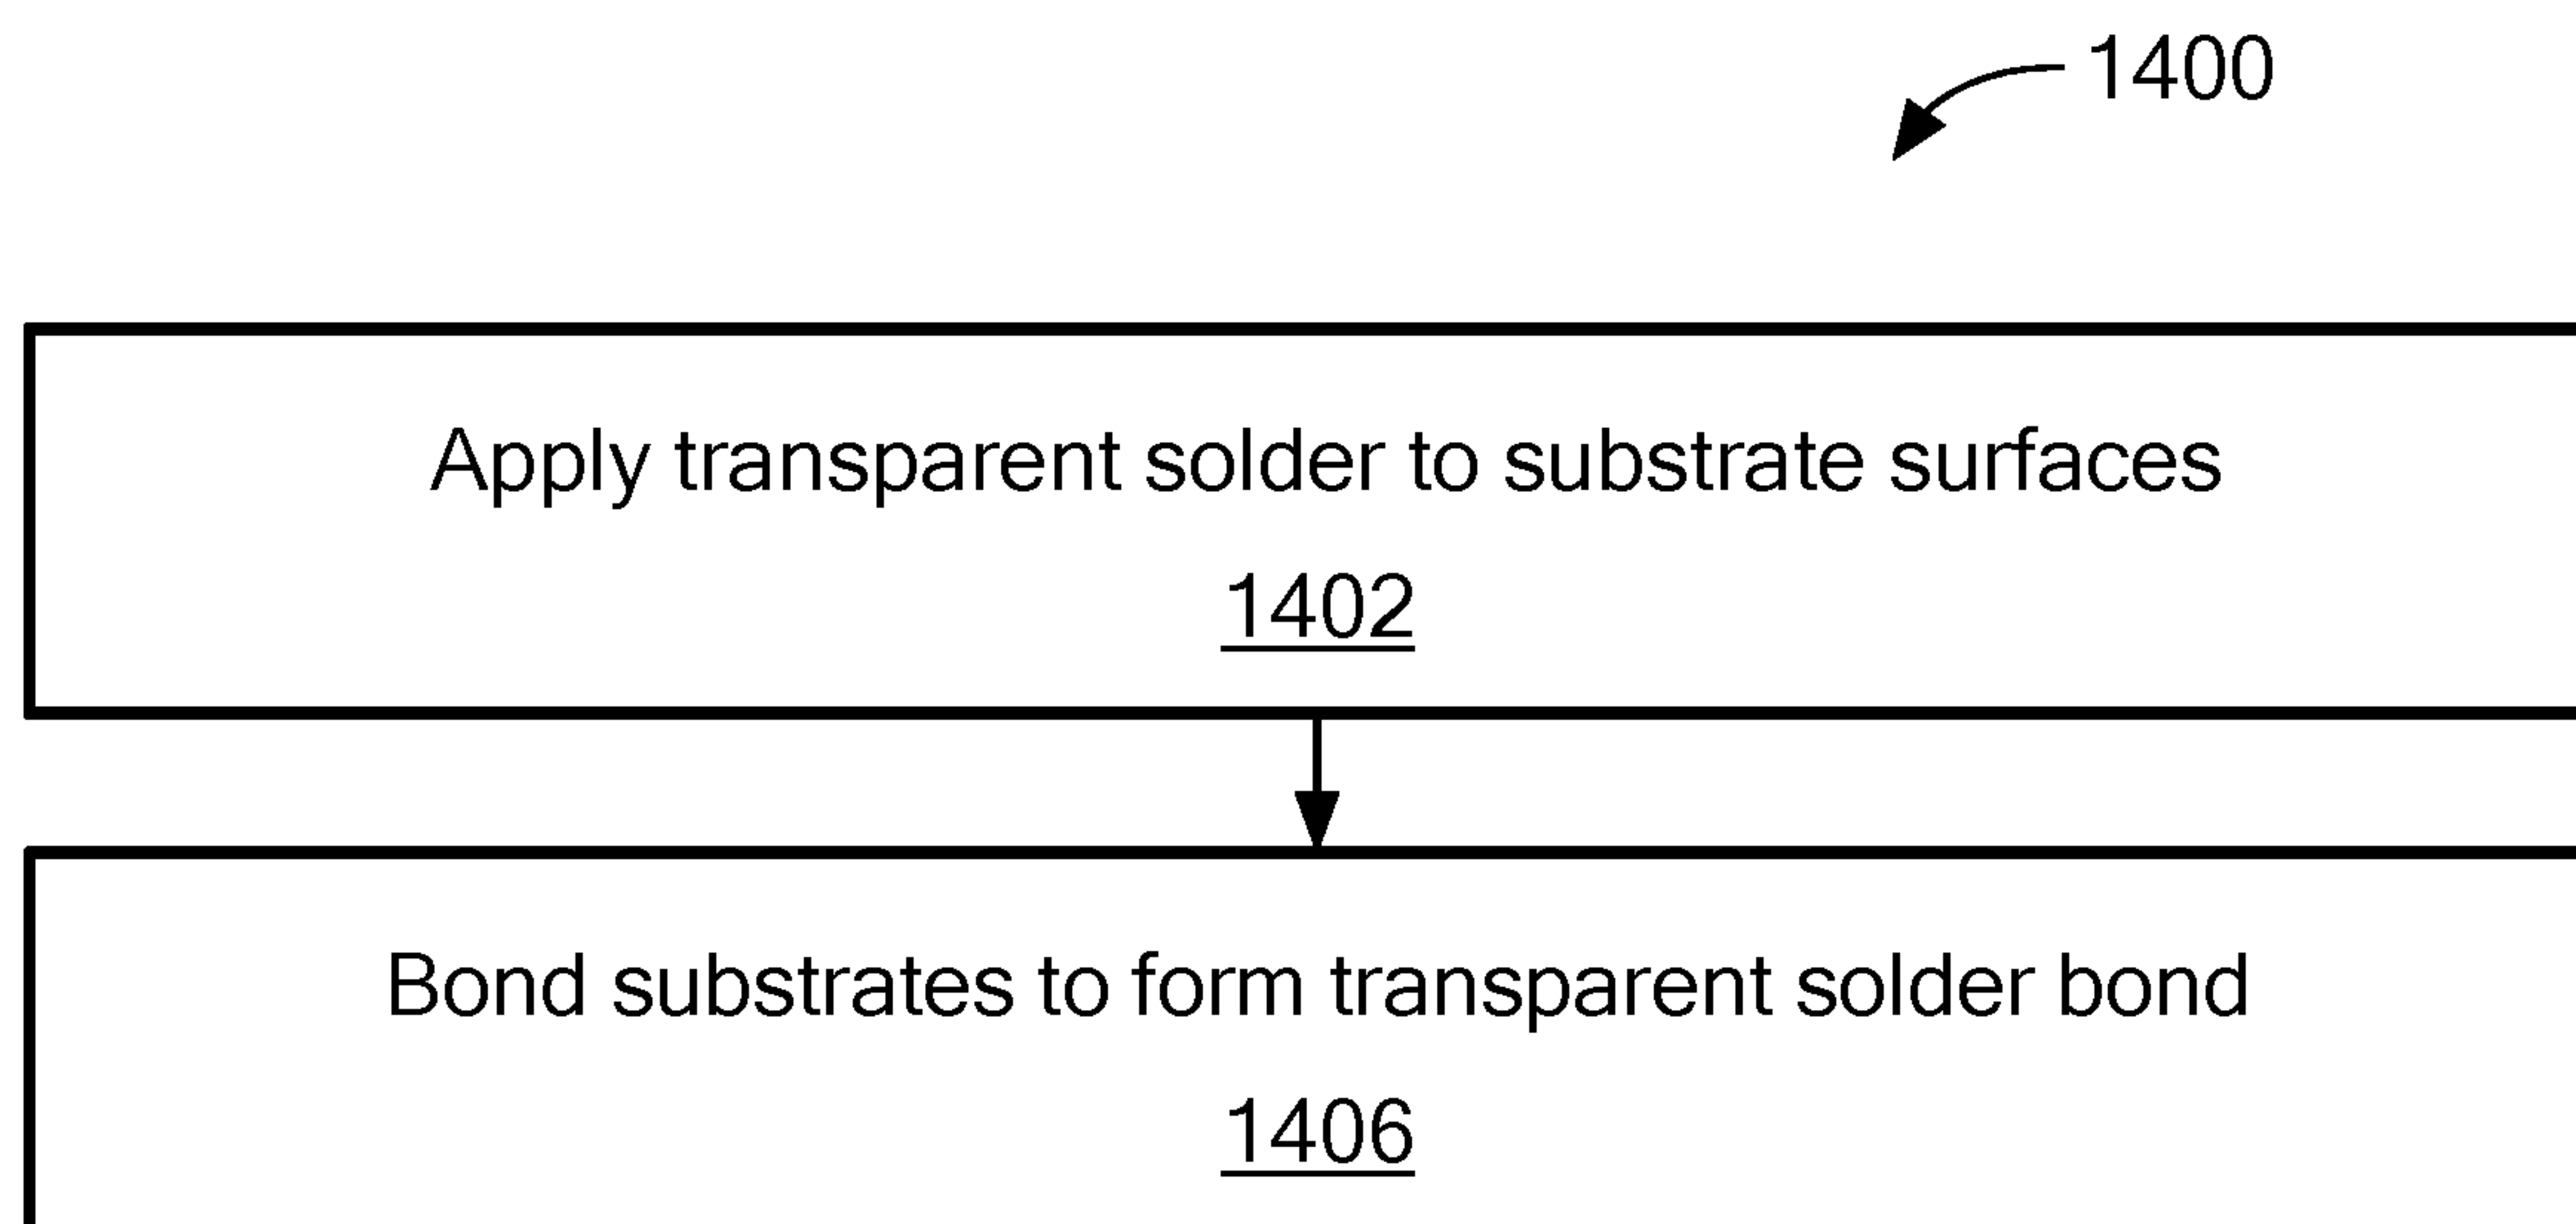 1400
Apply transparent solder to substrate surfaces
1402
Bond substrates to form transparent solder bond
1406